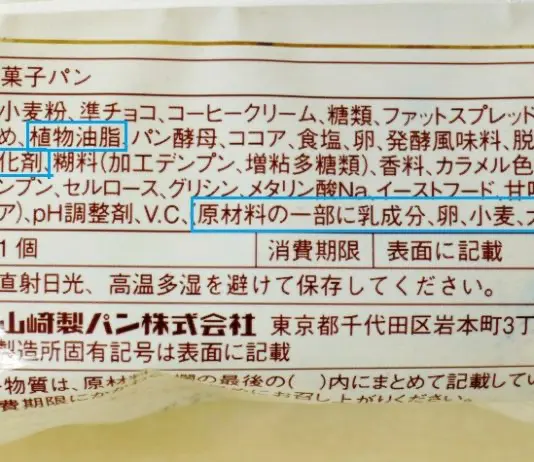 菓子パン
小麦粉、準チョコ、コーヒークリーム、糖類、ファットスプレッド
め、植物油脂、パン酵母、ココア、食塩、卵、発酵風味料、脱
化剤、糊料(加工デンプン、増粘多糖類)、香料、カラメル色
ンプン、セルロース、グリシン、メタリン酸Na、イーストフード、甘味
ア)、pH調整剤、V.C、原材料の一部に乳成分、卵、小麦、大
1個 消費期限 表面に記載
直射日光、高温多湿を避けて保存してください。
山崎製パン株式会社 東京都千代田区岩本町3丁
製造所固有記号は表面に記載
物質は、原材料 欄の最後の( )内にまとめて記載してい
費期限にか お召し上がりください。